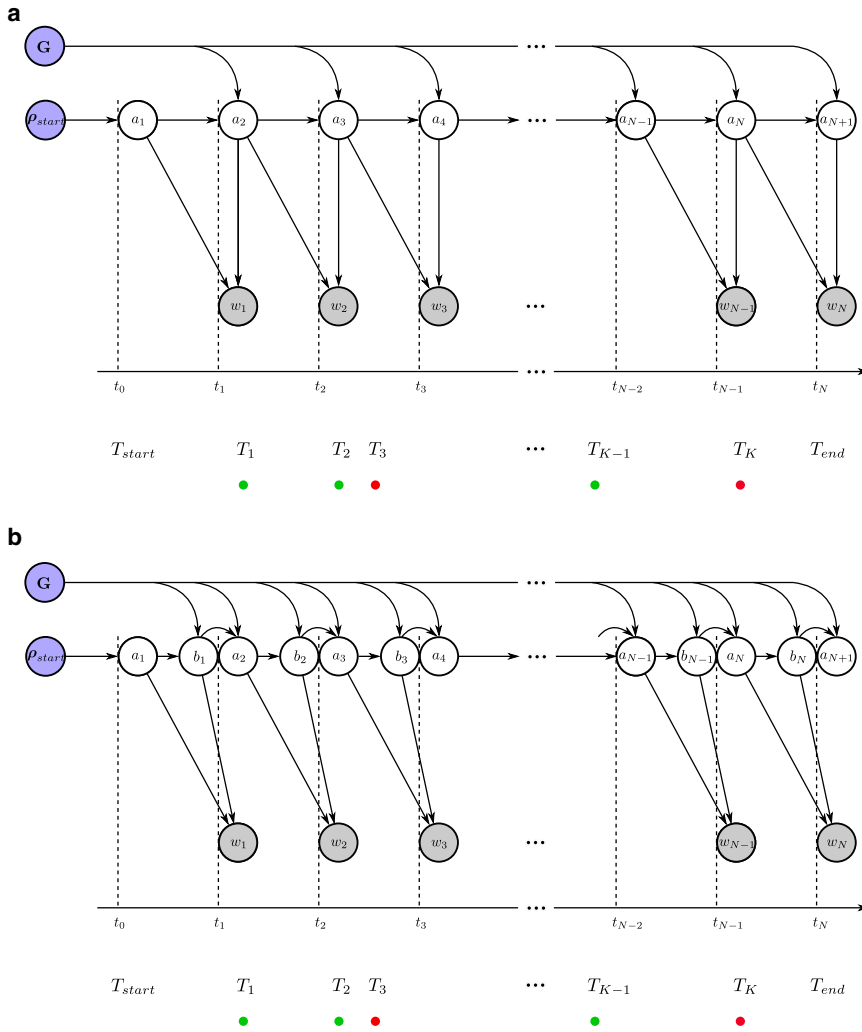 a
G
ρstart a1 a2 a3 a4 ... aN−1 aN aN+1
w1 w2 w3 ... wN−1 wN
t0 t1 t2 t3 ... tN−2 tN−1 tN
Tstart T1 T2 T3 ... TK−1 TK Tend
b
G
ρstart a1 b1 a2 b2 a3 b3 a4 ... aN−1 bN−1 aN bN aN+1
w1 w2 w3 ... wN−1 wN
t0 t1 t2 t3 ... tN−2 tN−1 tN
Tstart T1 T2 T3 ... TK−1 TK Tend